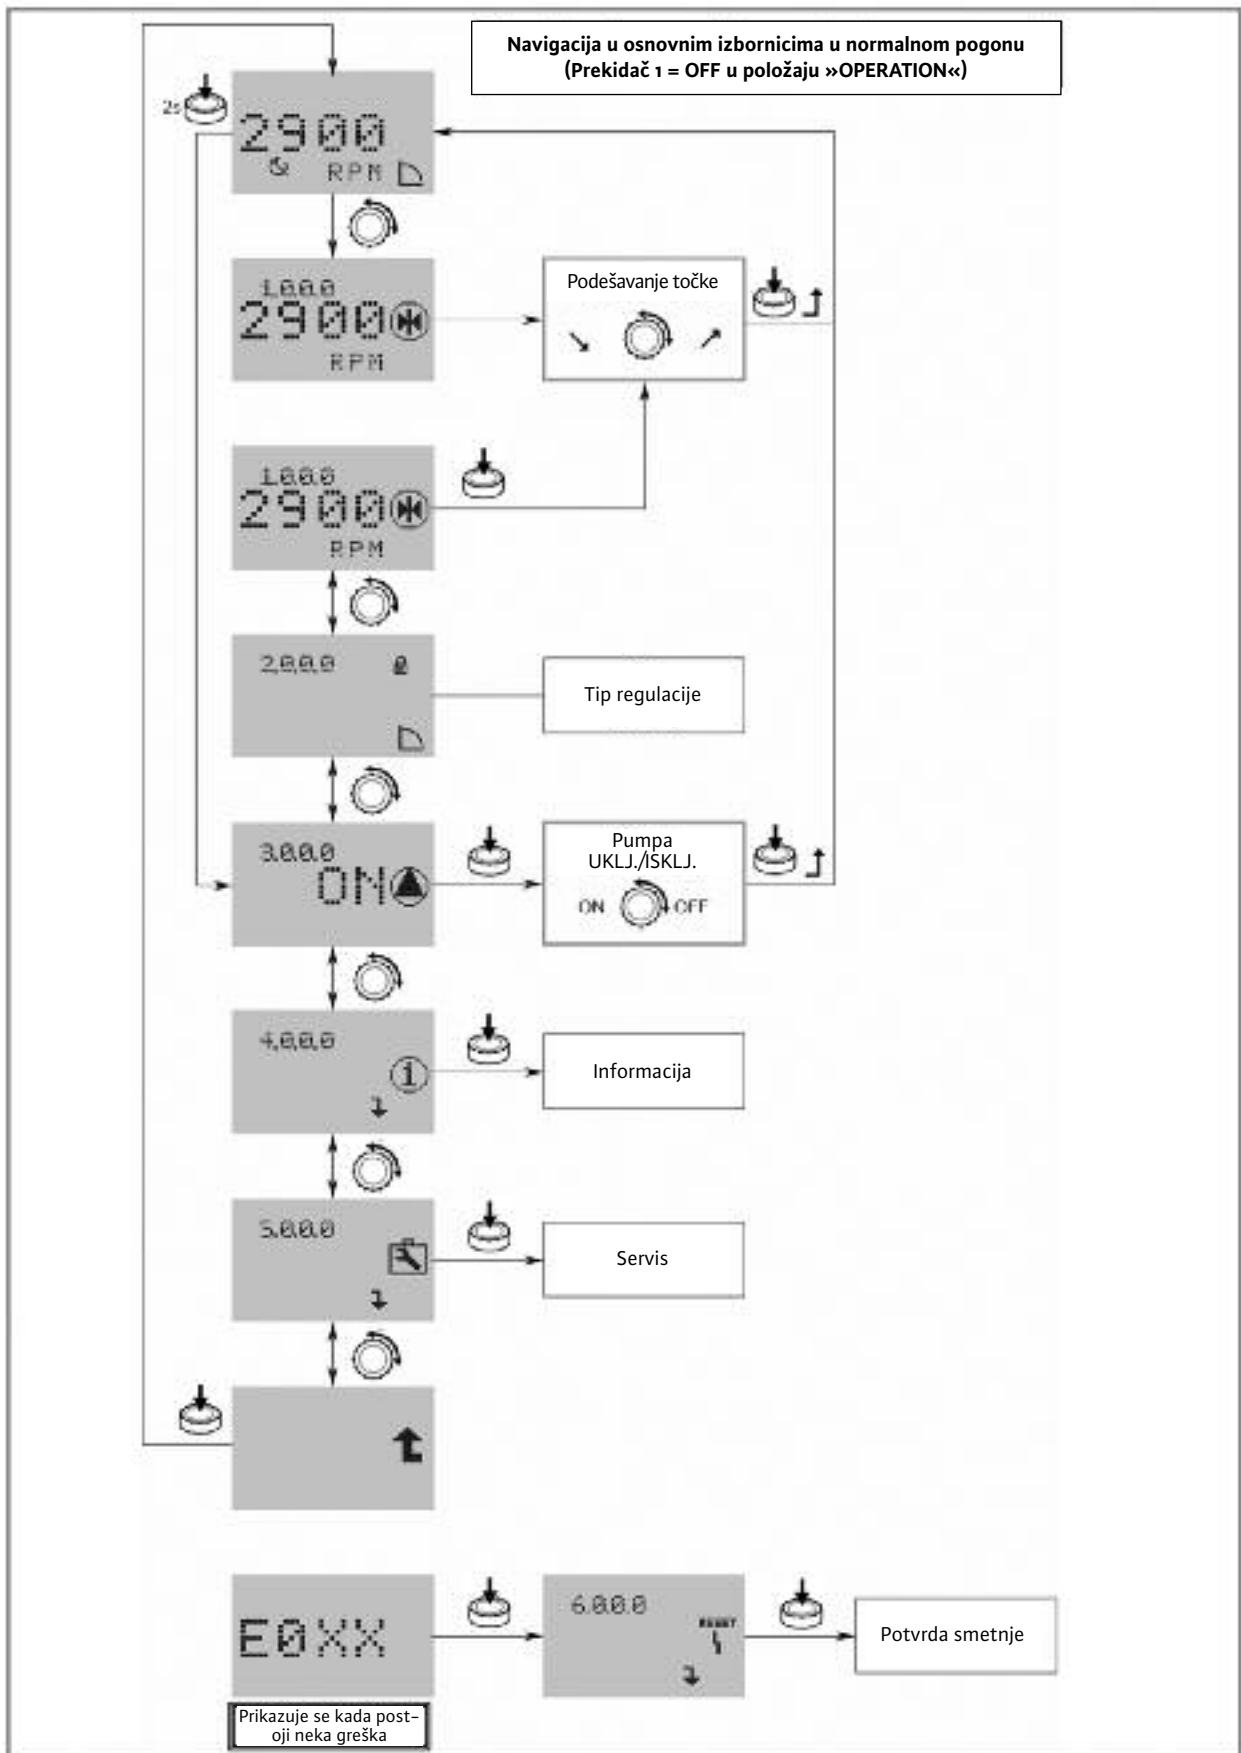 Navigacija u osnovnim izbornicima u normalnom pogonu
(Prekidač 1 = OFF u položaju »OPERATION«)
2s
2900
RPM
1.0.0.0
2900
RPM
Podešavanje točke
1.0.0.0
2900
RPM
2.0.0.0
Tip regulacije
3.0.0.0
ON
Pumpa
UKLJ./ISKLJ.
ON OFF
4.0.0.0
i
Informacija
5.0.0.0
Servis
E0XX
6.0.0.0
RESET
Potvrda smetnje
Prikazuje se kada post-
oji neka greška